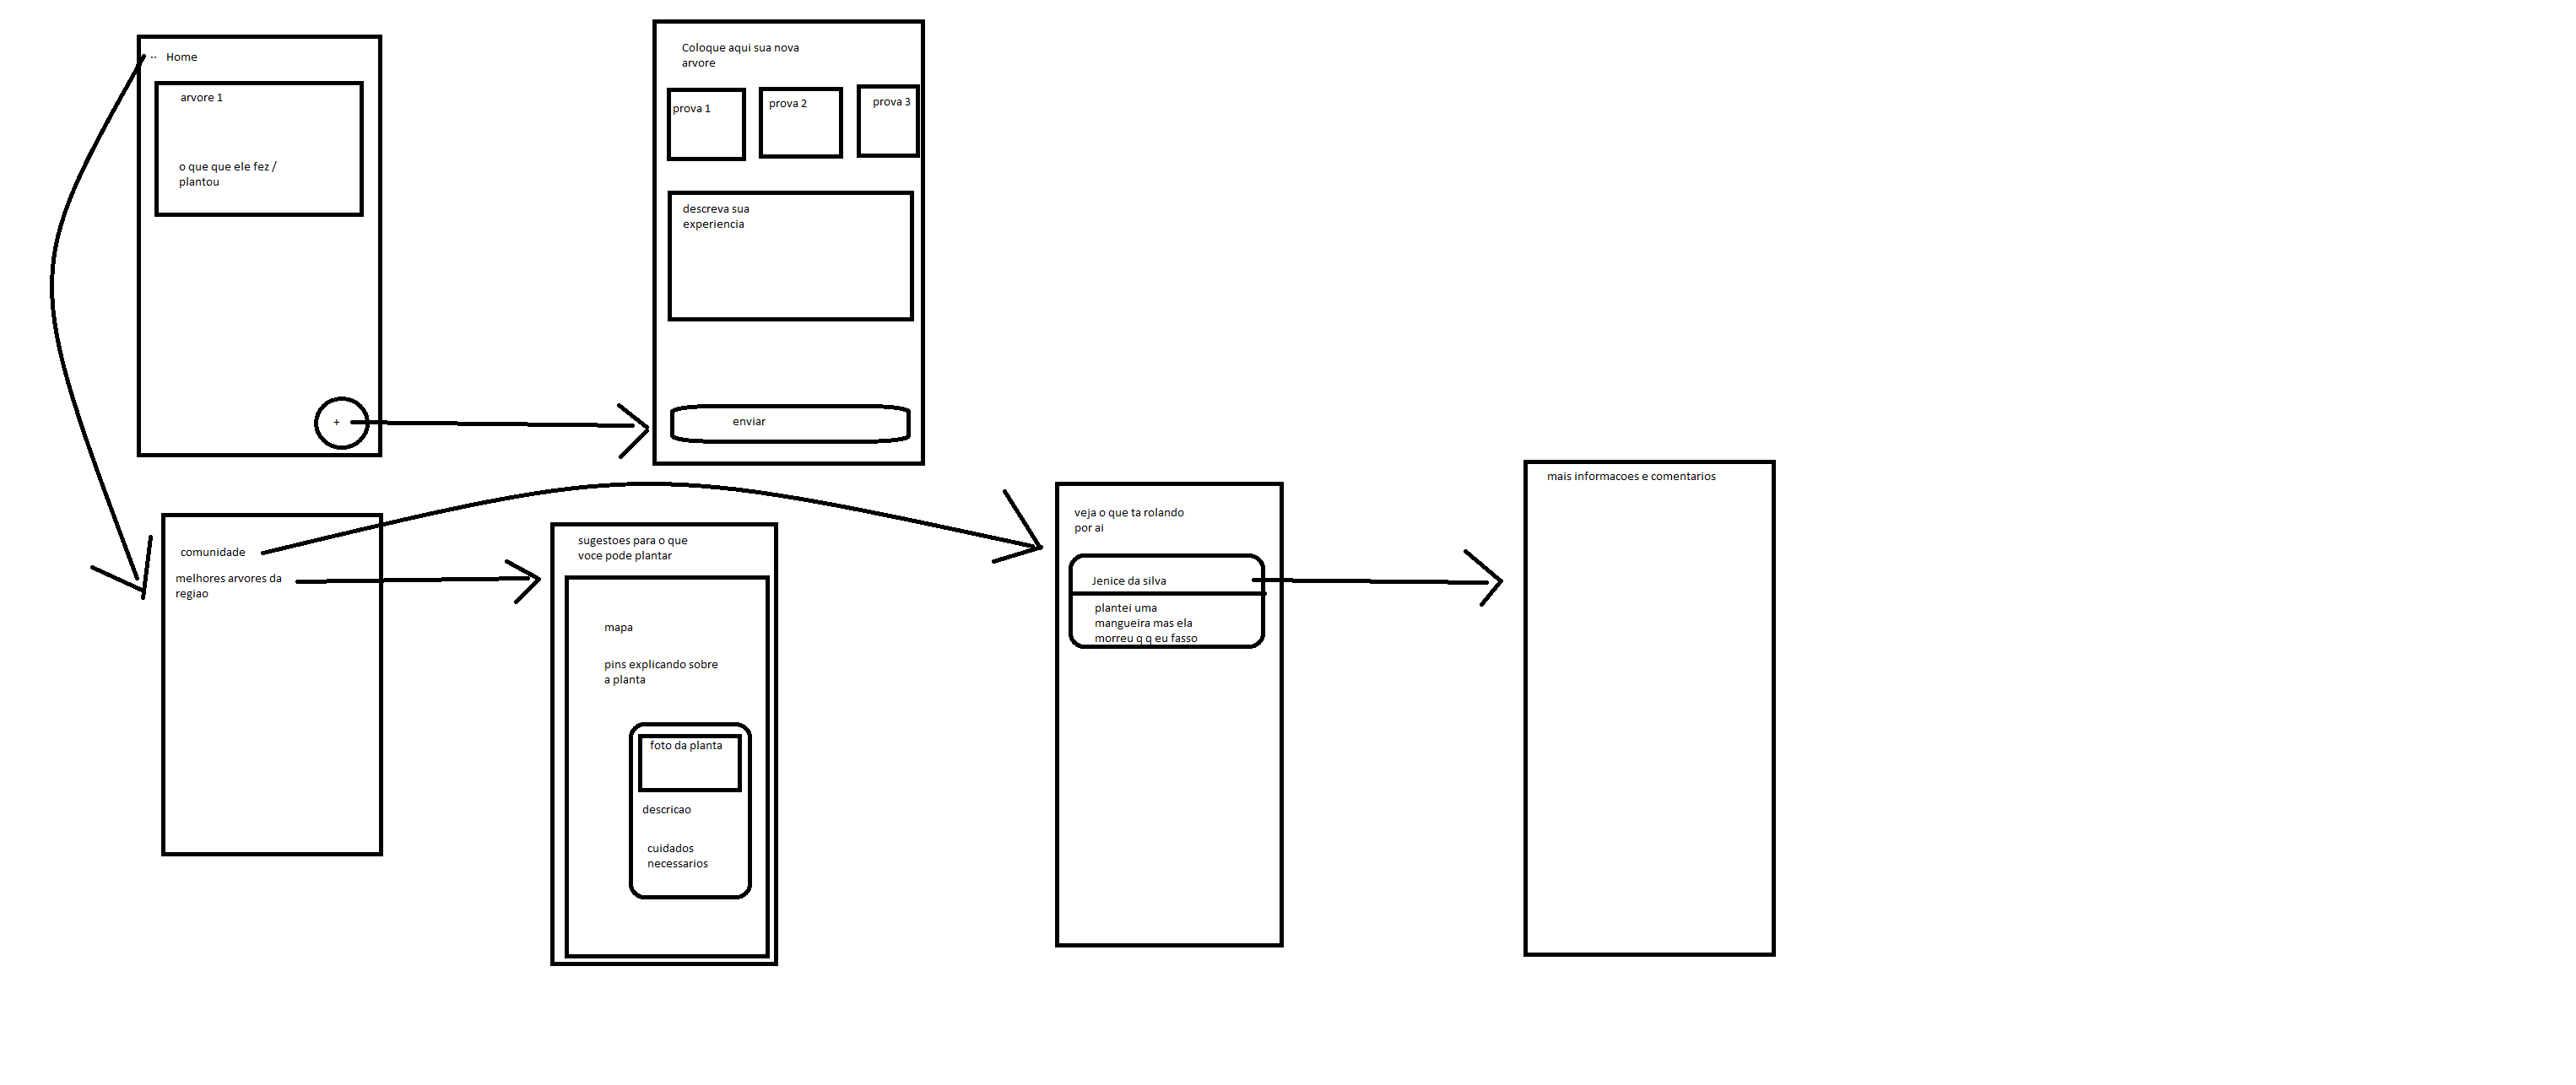 .. Home
arvore 1
o que que ele fez /
plantou
+
Coloque aqui sua nova
arvore
prova 1
prova 2
prova 3
descreva sua
experiencia
enviar
comunidade
melhores arvores da
regiao
sugestoes para o que
voce pode plantar
mapa
pins explicando sobre
a planta
foto da planta
descricao
cuidados
necessarios
veja o que ta rolando
por ai
Jenice da silva
plantei uma
mangueira mas ela
morreu q q eu fasso
mais informacoes e comentarios